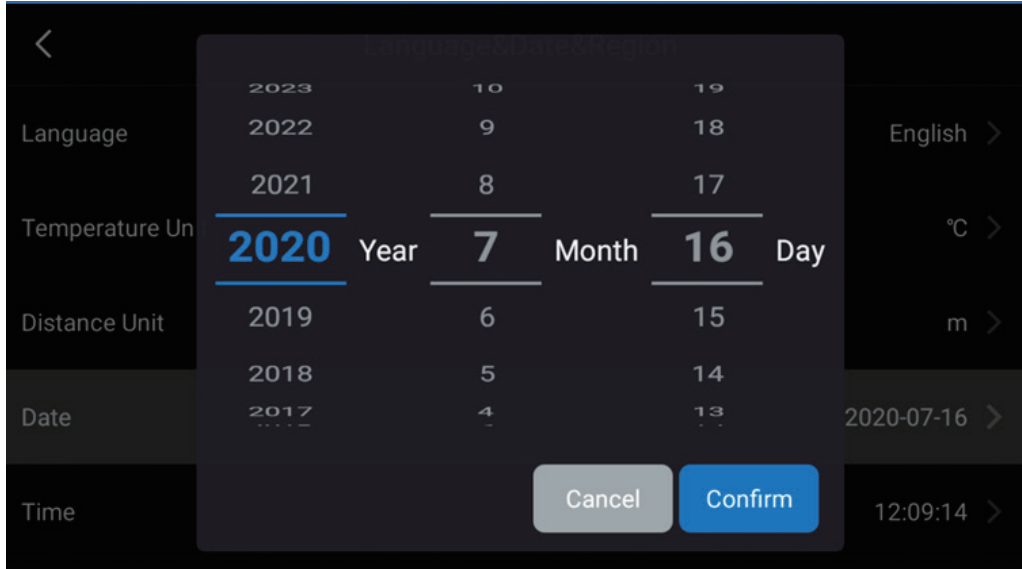 Language&Date&Region
2023 10 19
Language 2022 9 18 English
2021 8 17
Temperature Un ℃
2020 Year 7 Month 16 Day
Distance Unit 2019 6 15 m
2018 5 14
Date 2017 4 13 2020-07-16
Cancel Confirm
Time 12:09:14